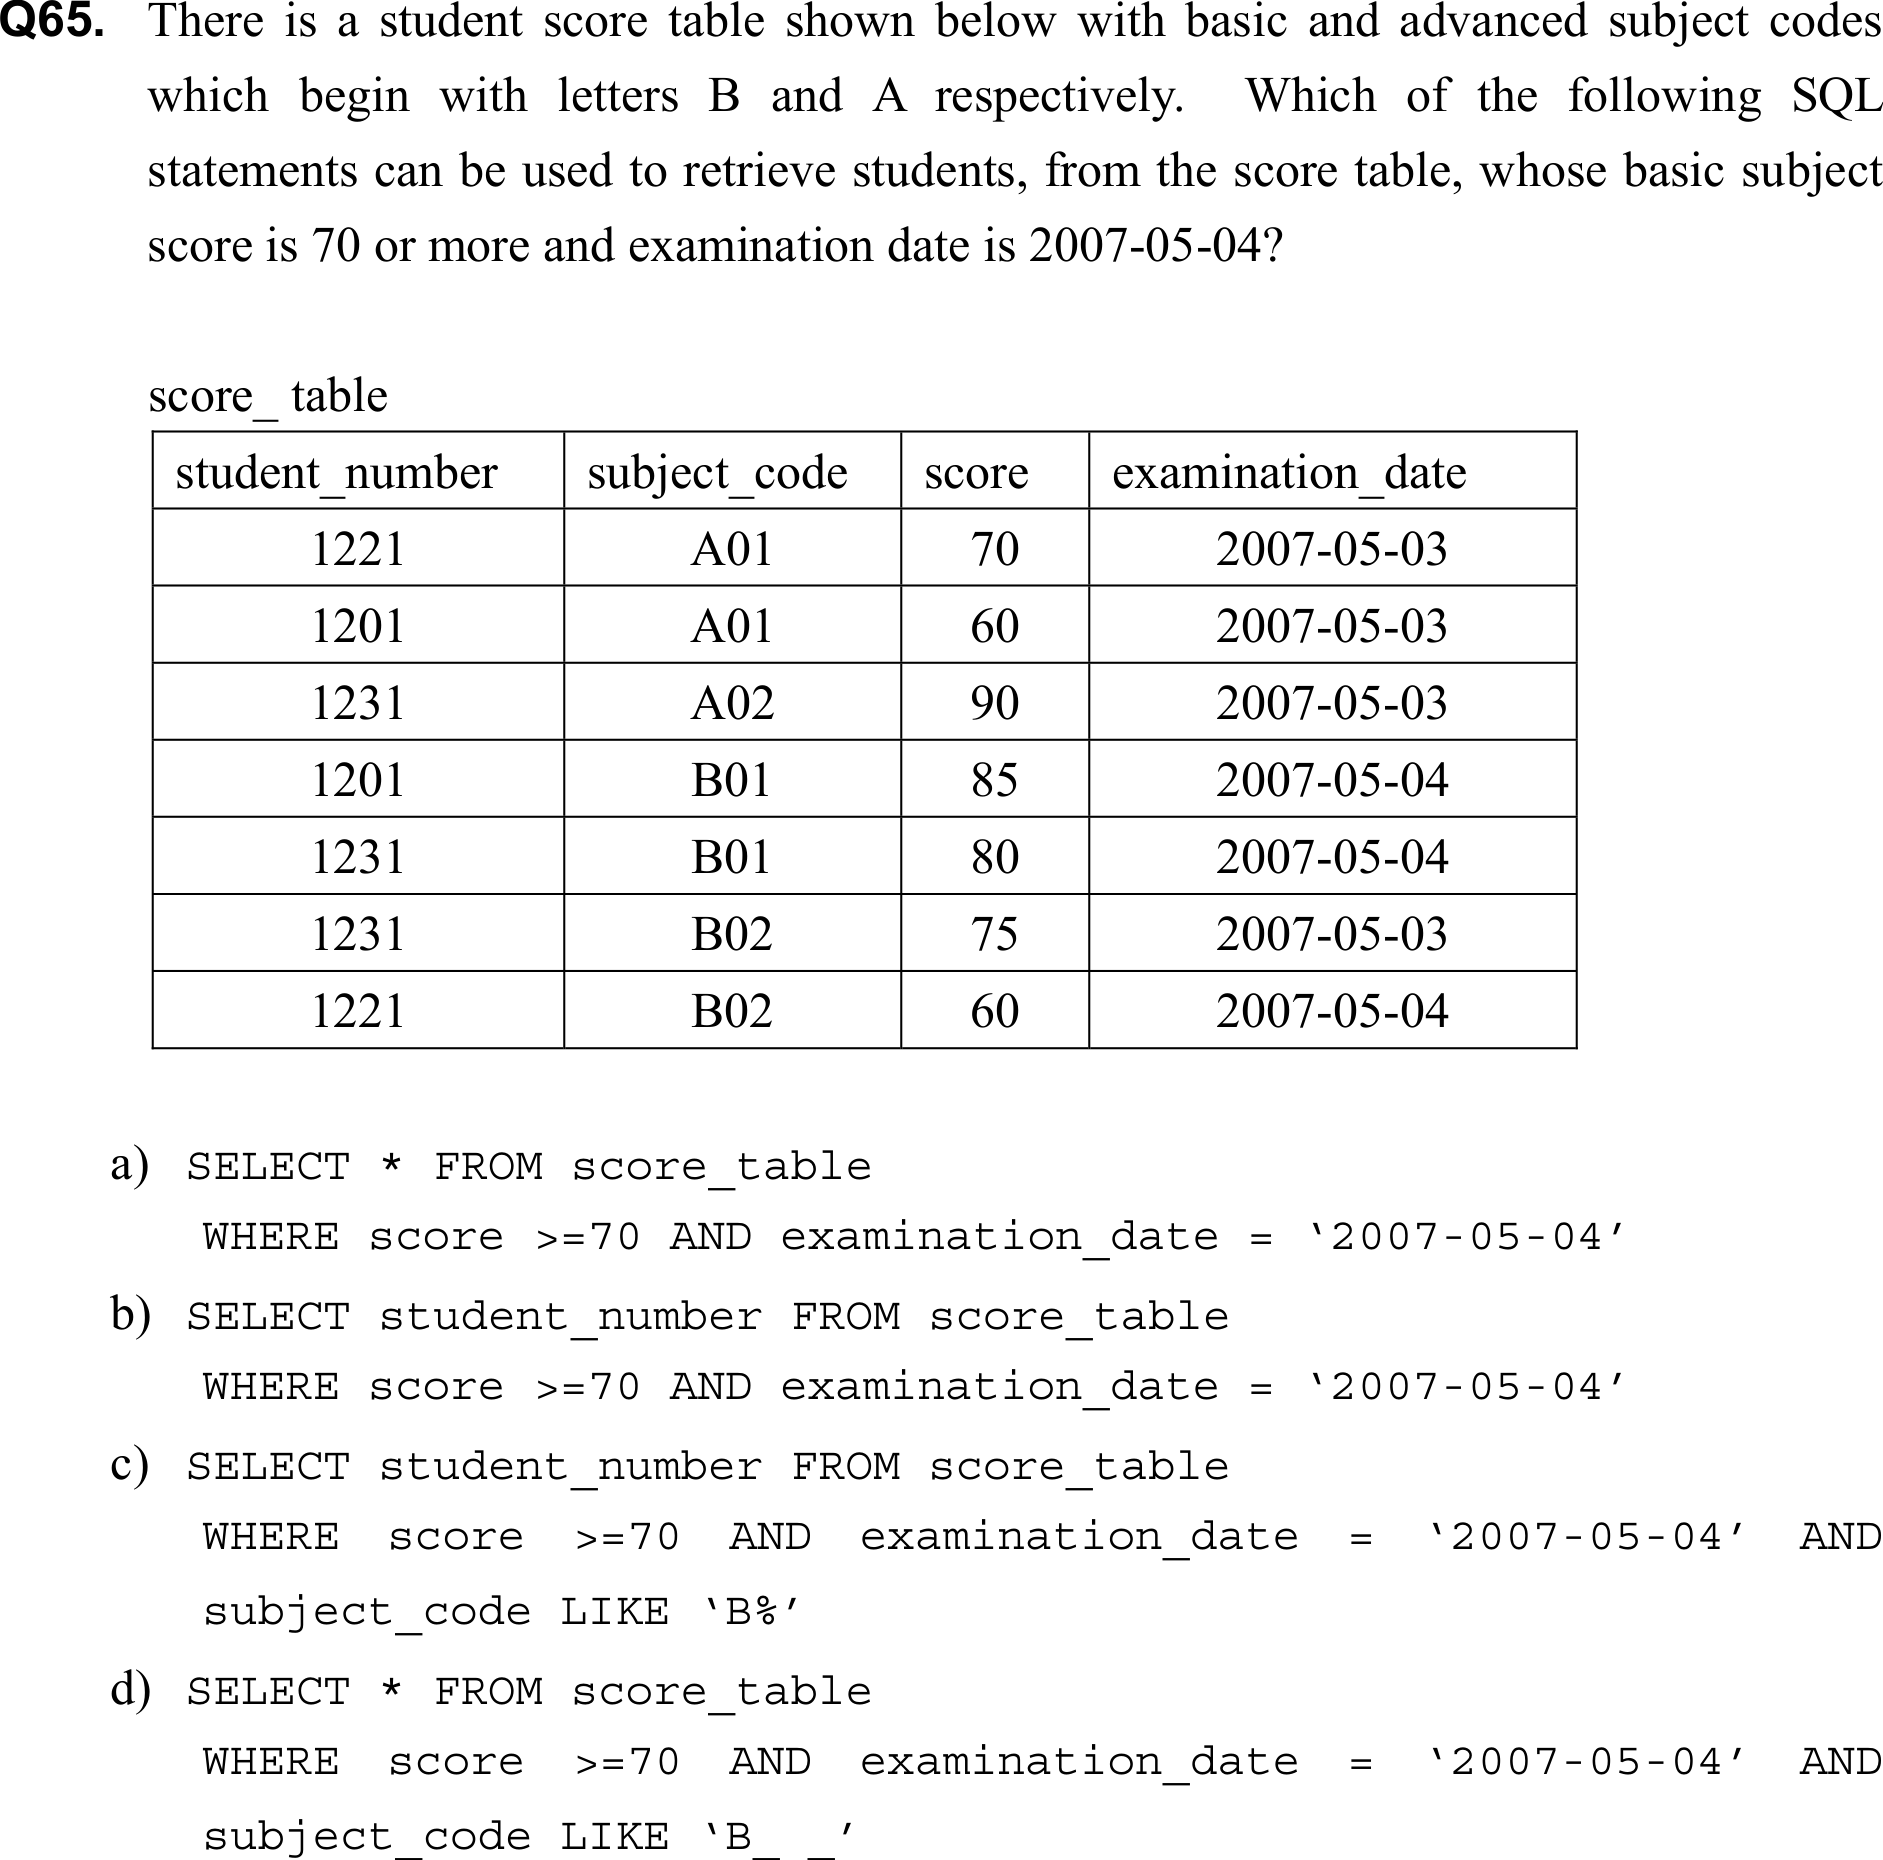 Q65. There is a student score table shown below with basic and advanced subject codes
which begin with letters B and A respectively. Which of the following SQL
statements can be used to retrieve students, from the score table, whose basic subject
score is 70 or more and examination date is 2007-05-04?
score_ table
student_number subject_code score examination_date
1221 A01 70 2007-05-03
1201 A01 60 2007-05-03
1231 A02 90 2007-05-03
1201 B01 85 2007-05-04
1231 B01 80 2007-05-04
1231 B02 75 2007-05-03
1221 B02 60 2007-05-04
a) SELECT * FROM score_table
WHERE score >=70 AND examination_date = ‘2007-05-04’
b) SELECT student_number FROM score_table
WHERE score >=70 AND examination_date = ‘2007-05-04’
c) SELECT student_number FROM score_table
WHERE score >=70 AND examination_date = ‘2007-05-04’ AND
subject_code LIKE ‘B%’
d) SELECT * FROM score_table
WHERE score >=70 AND examination_date = ‘2007-05-04’ AND
subject_code LIKE ‘B_ _’